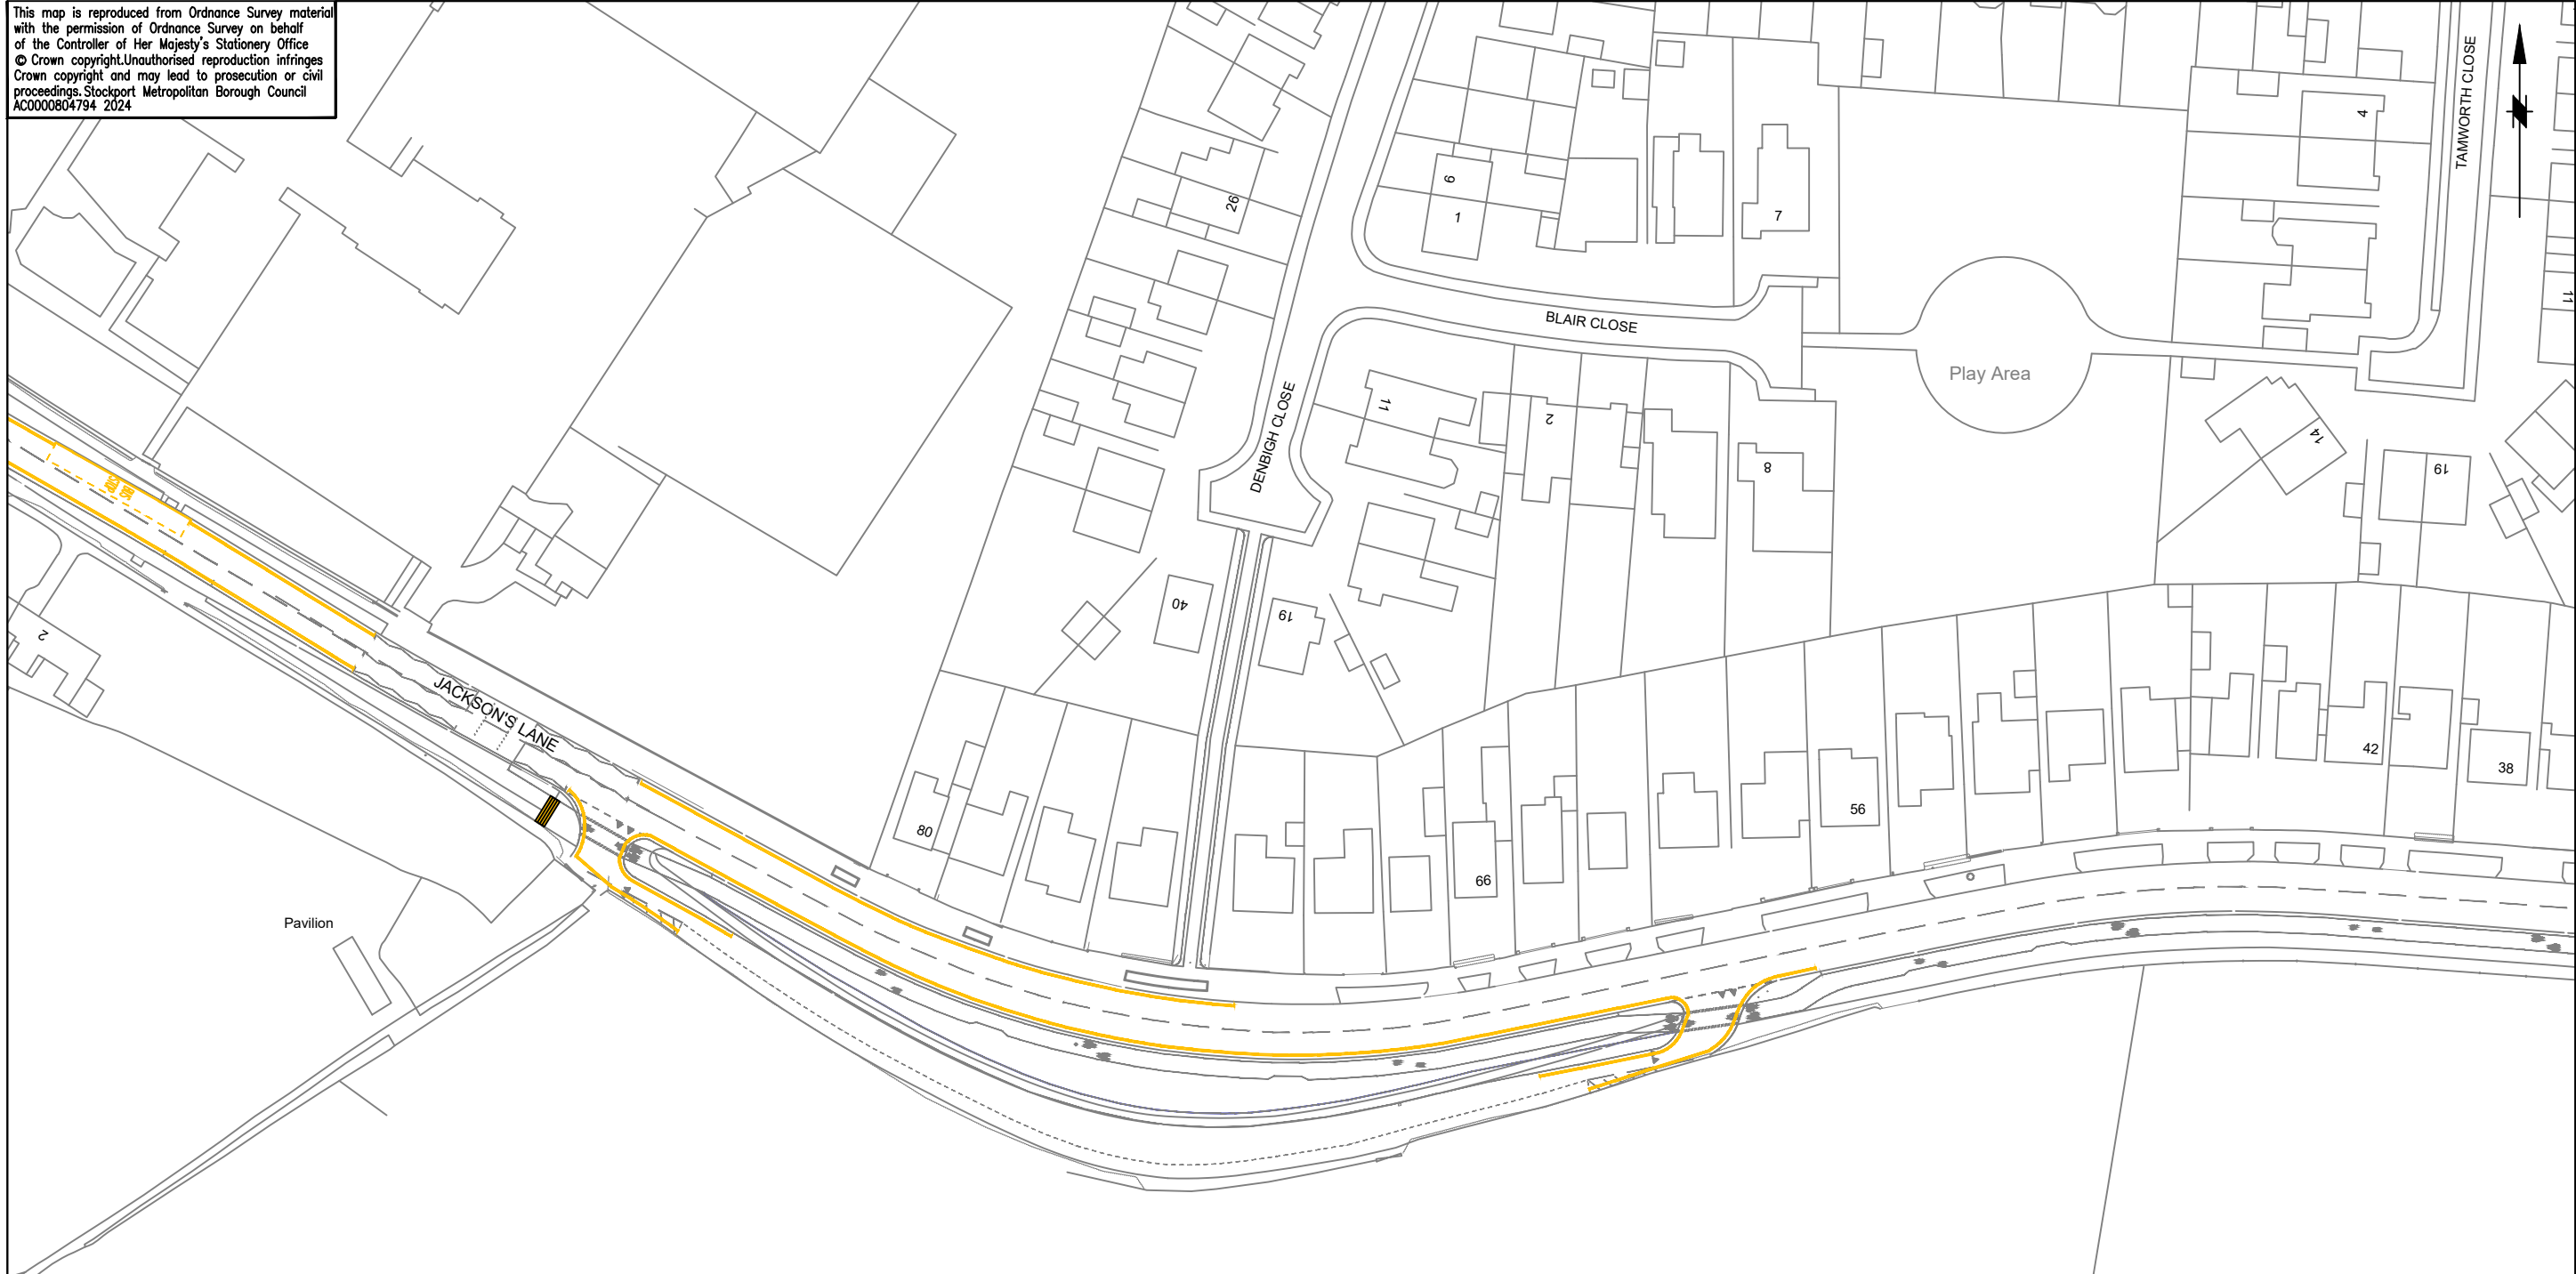 This map is reproduced from Ordnance Survey material
with the permission of Ordnance Survey on behalf
of the Controller of Her Majesty's Stationery Office
© Crown copyright.Unauthorised reproduction infringes
Crown copyright and may lead to prosecution or civil
proceedings. Stockport Metropolitan Borough Council
AC0000804794 2024
TAMWORTH CLOSE
4
9
1
7
26
11
BLAIR CLOSE
Play Area
DENBIGH CLOSE
11
2
8
14
19
BUS
STOP
40
19
2
JACKSON'S LANE
42
38
56
80
66
Pavilion